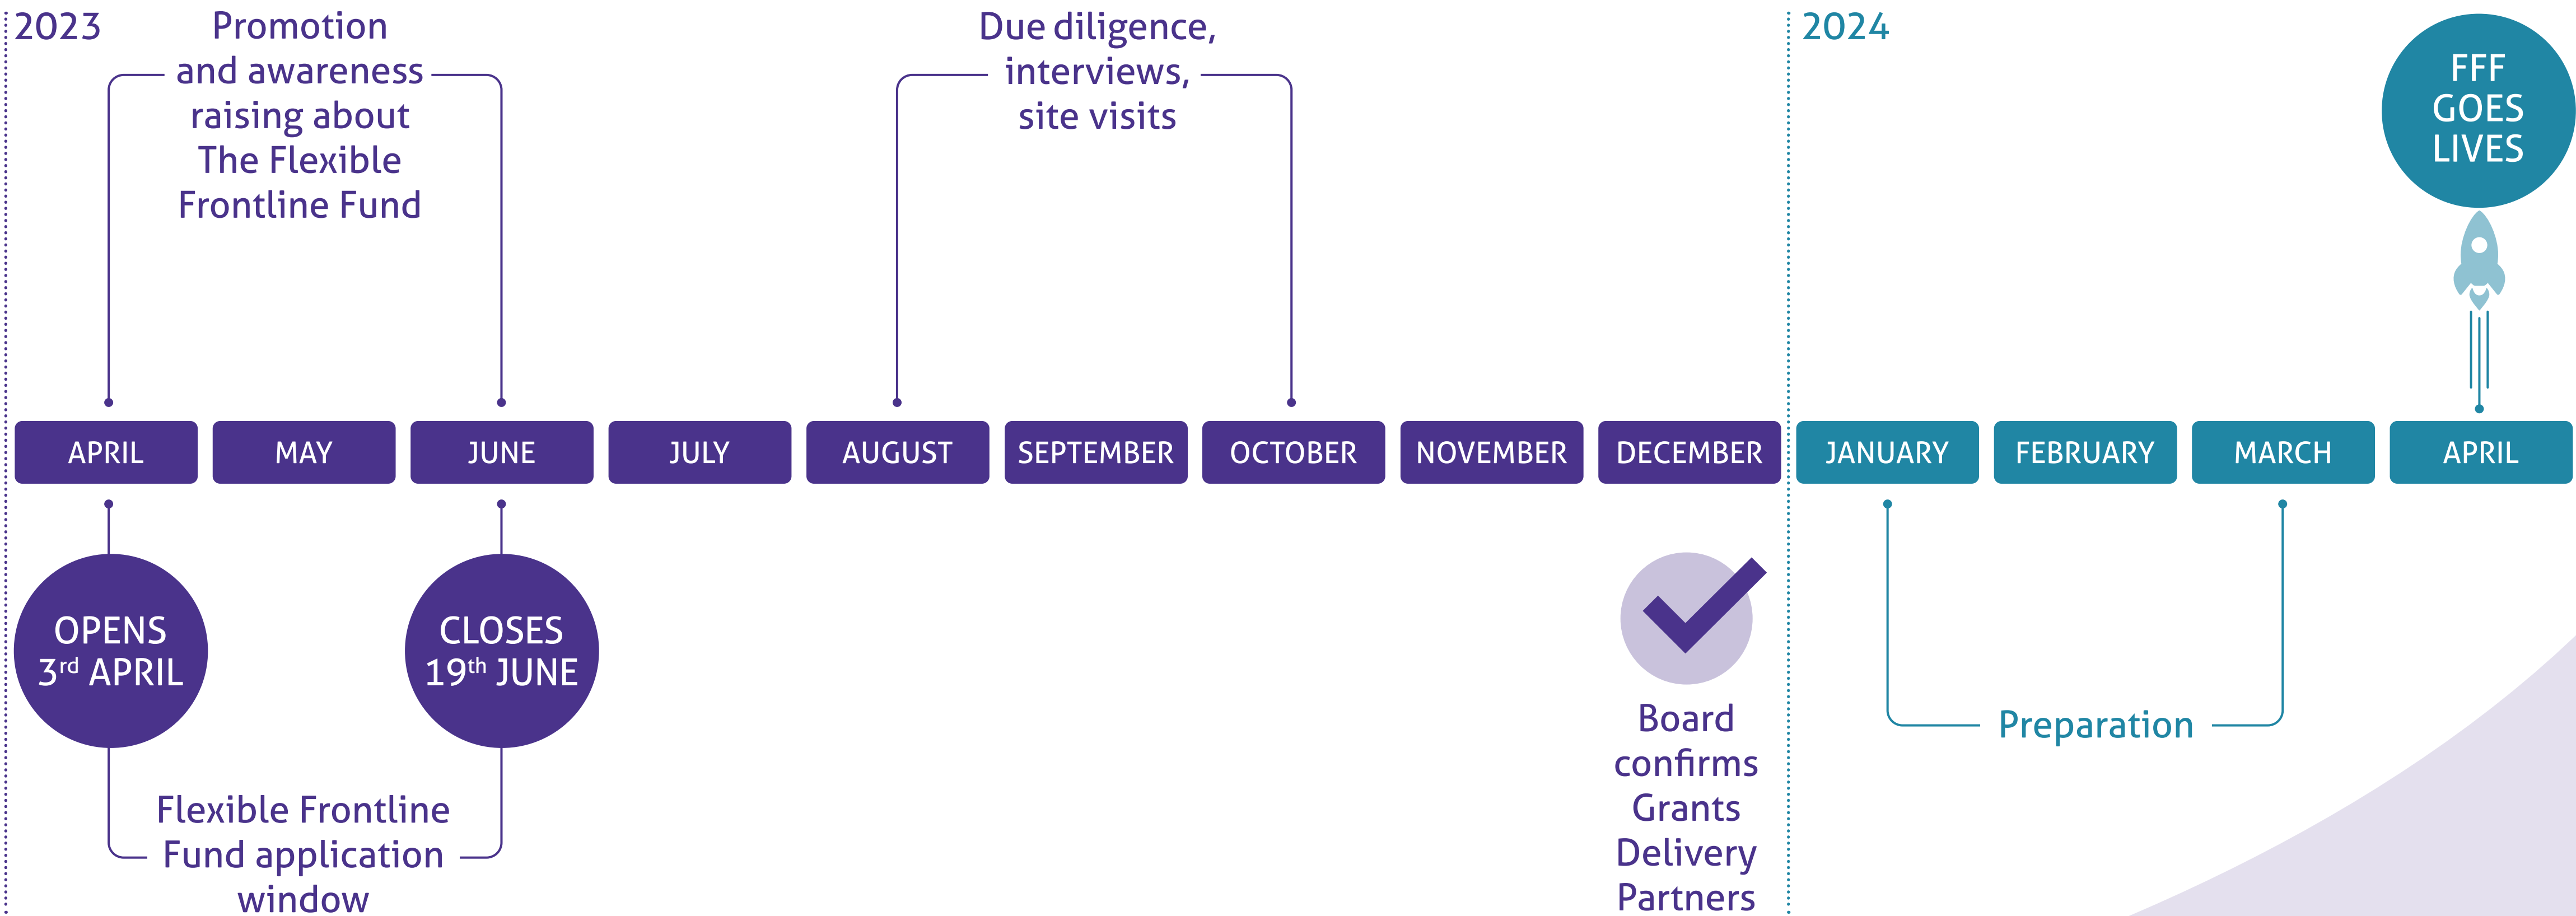 2023
Promotion
and awareness
raising about
The Flexible
Frontline Fund
Due diligence,
interviews,
site visits
2024
FFF
GOES
LIVES
APRIL
MAY
JUNE
JULY
AUGUST
SEPTEMBER
OCTOBER
NOVEMBER
DECEMBER
JANUARY
FEBRUARY
MARCH
APRIL
OPENS
3rd APRIL
CLOSES
19th JUNE
Flexible Frontline
Fund application
window
Board
confirms
Grants
Delivery
Partners
Preparation